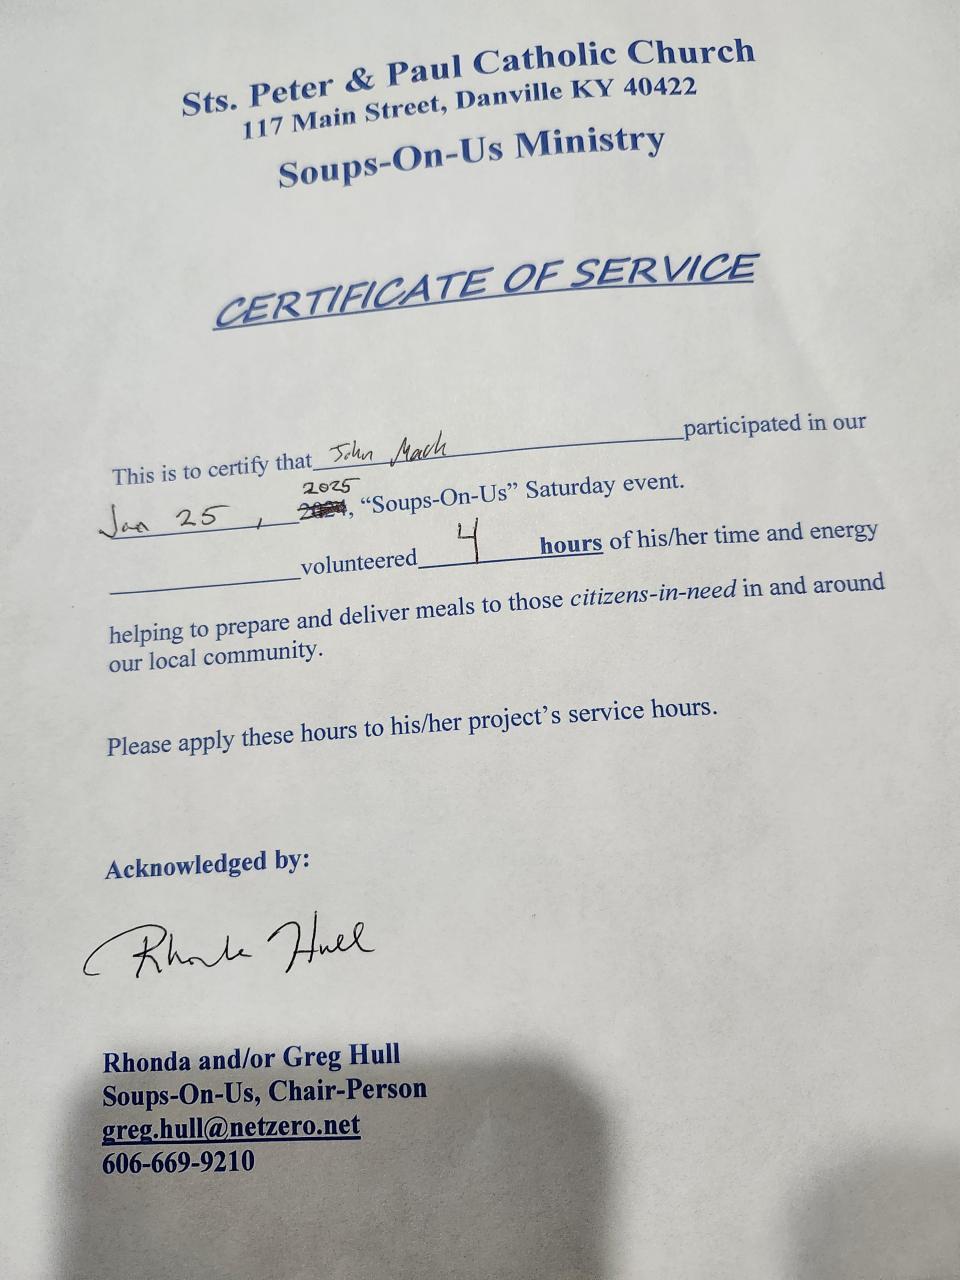 Sts. Peter & Paul Catholic Church
117 Main Street, Danville KY 40422
Soups-On-Us Ministry
CERTIFICATE OF SERVICE
This is to certify that John Mach participated in our
2025
Jan 25, 2024, “Soups-On-Us” Saturday event.
volunteered 4 hours of his/her time and energy
helping to prepare and deliver meals to those citizens-in-need in and around
our local community.
Please apply these hours to his/her project’s service hours.
Acknowledged by:
Rhonda Hull
Rhonda and/or Greg Hull
Soups-On-Us, Chair-Person
greg.hull@netzero.net
606-669-9210